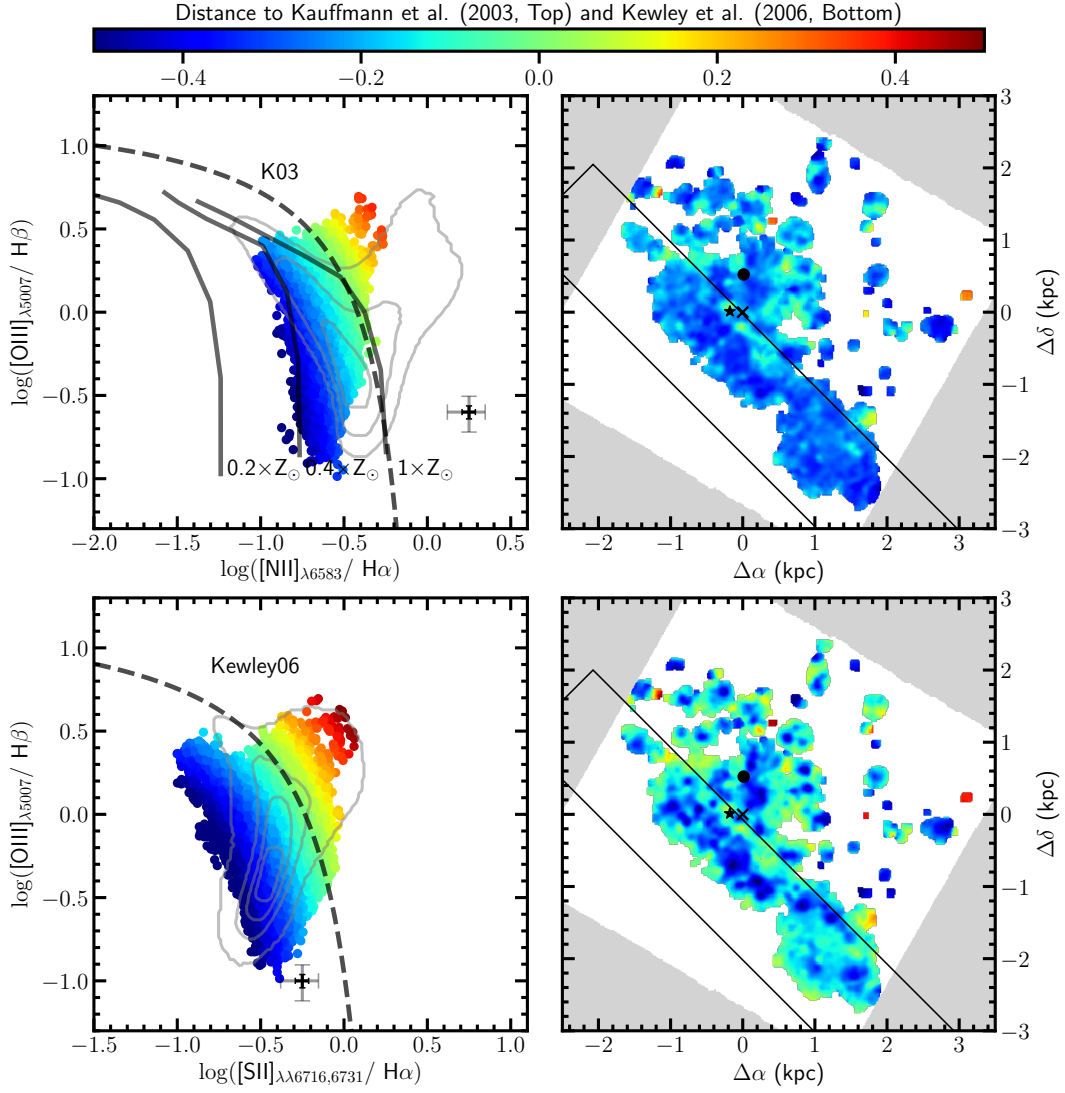 Distance to Kauffmann et al. (2003, Top) and Kewley et al. (2006, Bottom)
−0.4 −0.2 0.0 0.2 0.4
1.0
0.5
0.0
−0.5
−1.0
log([OIII]λ5007/ Hβ)
K03
0.2×Z⊙ 0.4×Z⊙ 1×Z⊙
−2.0 −1.5 −1.0 −0.5 0.0 0.5
log([NII]λ6583/ Hα)
3
2
1
0
−1
−2
−3
Δδ (kpc)
−2 −1 0 1 2 3
Δα (kpc)
1.0
0.5
0.0
−0.5
−1.0
log([OIII]λ5007/ Hβ)
Kewley06
−1.5 −1.0 −0.5 0.0 0.5 1.0
log([SII]λλ6716,6731/ Hα)
3
2
1
0
−1
−2
−3
Δδ (kpc)
−2 −1 0 1 2 3
Δα (kpc)